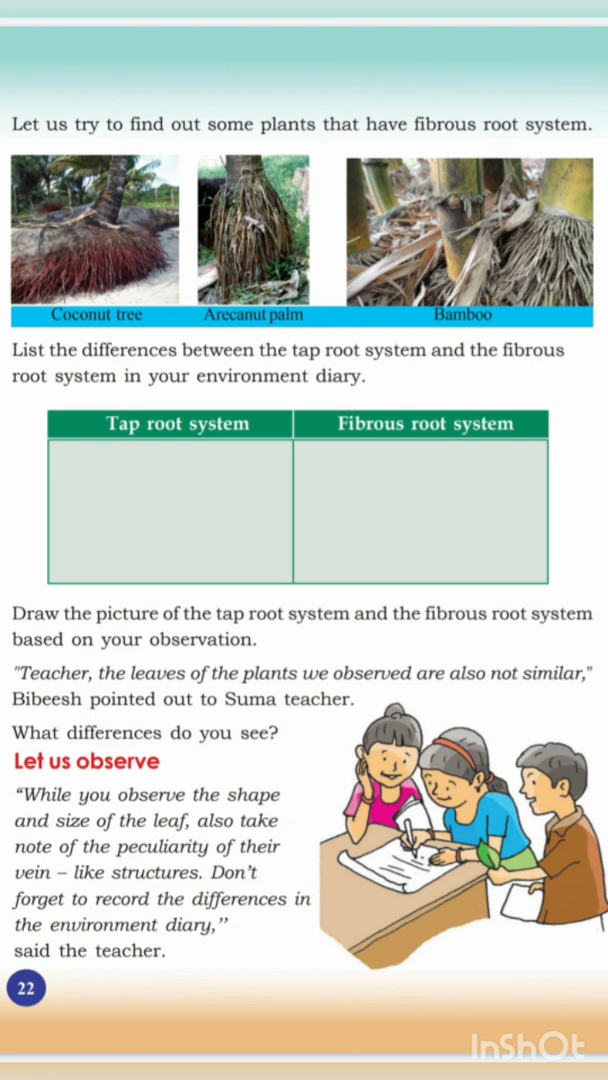 Let us try to find out some plants that have fibrous root system.
Coconut tree
Arecanut palm
Bamboo
List the differences between the tap root system and the fibrous
root system in your environment diary.
Tap root system
Fibrous root system
Draw the picture of the tap root system and the fibrous root system
based on your observation.
"Teacher, the leaves of the plants we observed are also not similar,"
Bibeesh pointed out to Suma teacher.
What differences do you see?
Let us observe
“While you observe the shape
and size of the leaf, also take
note of the peculiarity of their
vein – like structures. Don’t
forget to record the differences in
the environment diary,’’
said the teacher.
22
InShOt